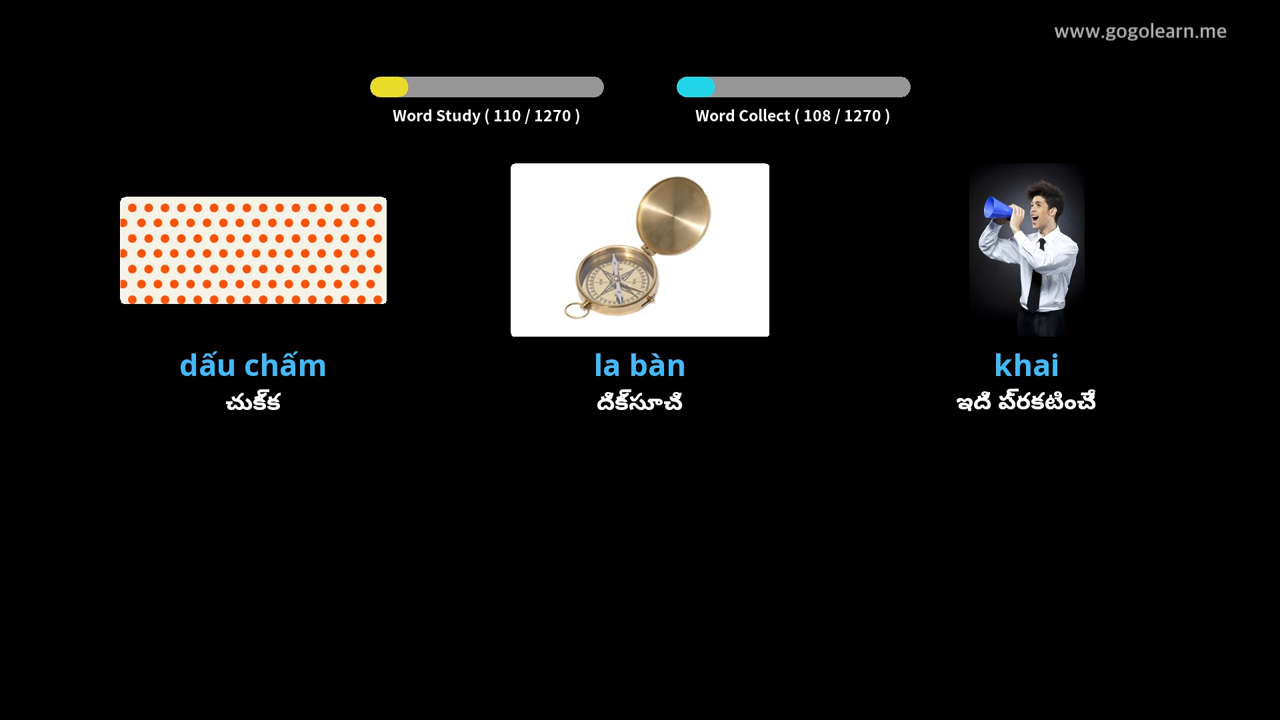 www.gogolearn.me
Word Study ( 110 / 1270 )
Word Collect ( 108 / 1270 )
dấu chấm
la bàn
khai
చుక్క
దిక్సూచి
ఇది ప్రకటించే